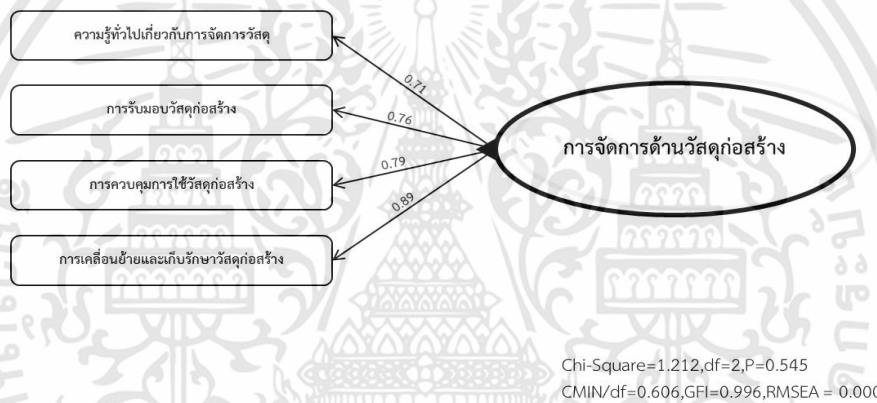 ความรู้ทั่วไปเกี่ยวกับการจัดการวัสดุ
0.71
การรับมอบวัสดุก่อสร้าง
0.76
การจัดการด้านวัสดุก่อสร้าง
0.79
การควบคุมการใช้วัสดุก่อสร้าง
0.89
การเคลื่อนย้ายและเก็บรักษาวัสดุก่อสร้าง
Chi-Square=1.212,df=2,P=0.545
CMIN/df=0.606,GFI=0.996,RMSEA = 0.000